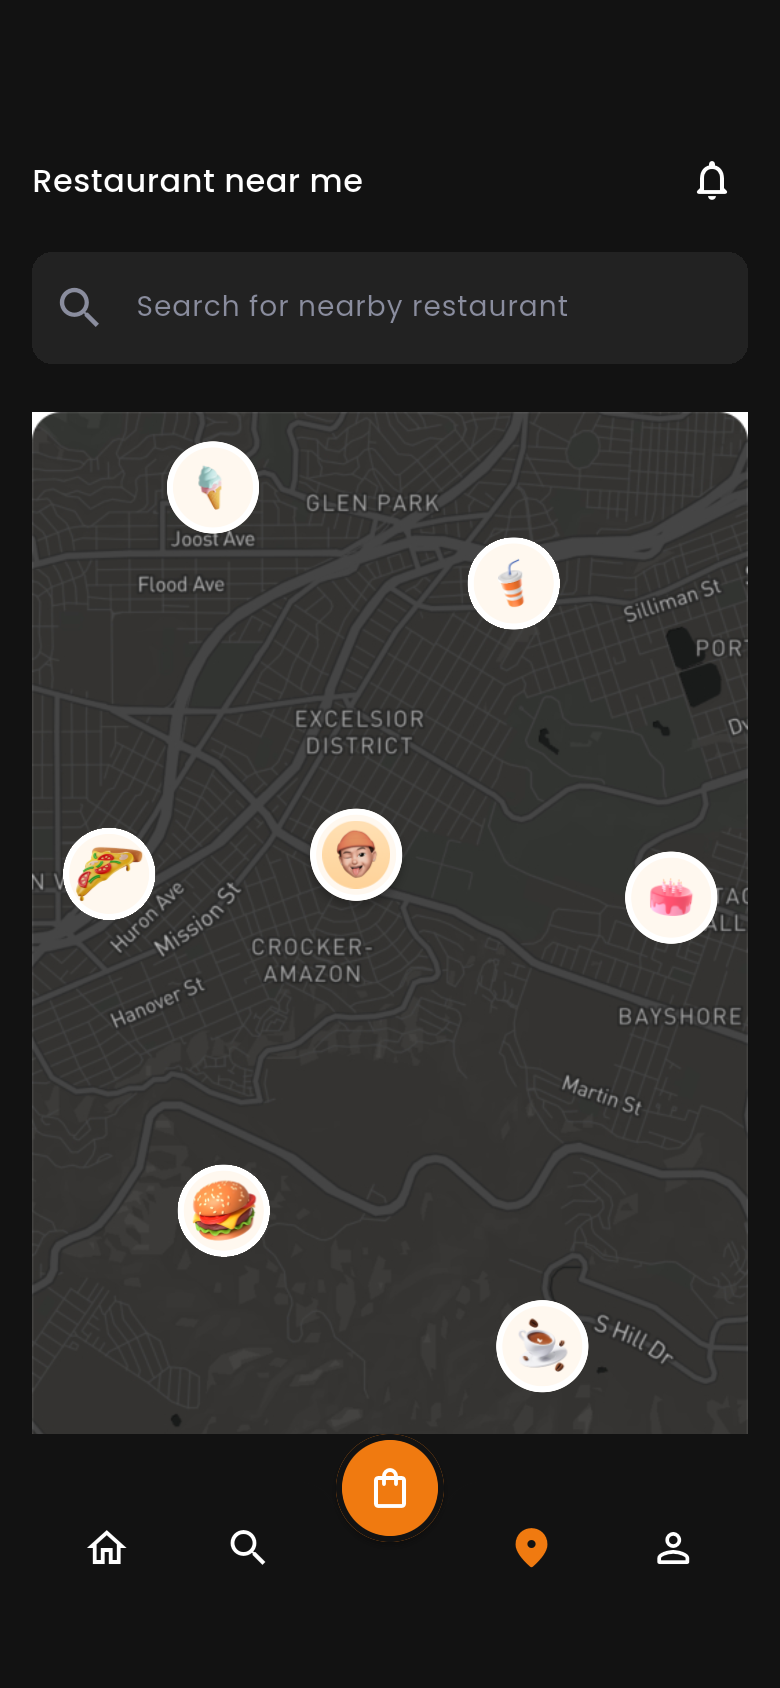 Restaurant near me
Search for nearby restaurant
GLEN PARK
Joost Ave
Flood Ave
Silliman St
EXCELSIOR
DISTRICT
Huron Ave
Mission St
CROCKER-
AMAZON
Hanover St
BAYSHORE
Martin St
S Hill Dr